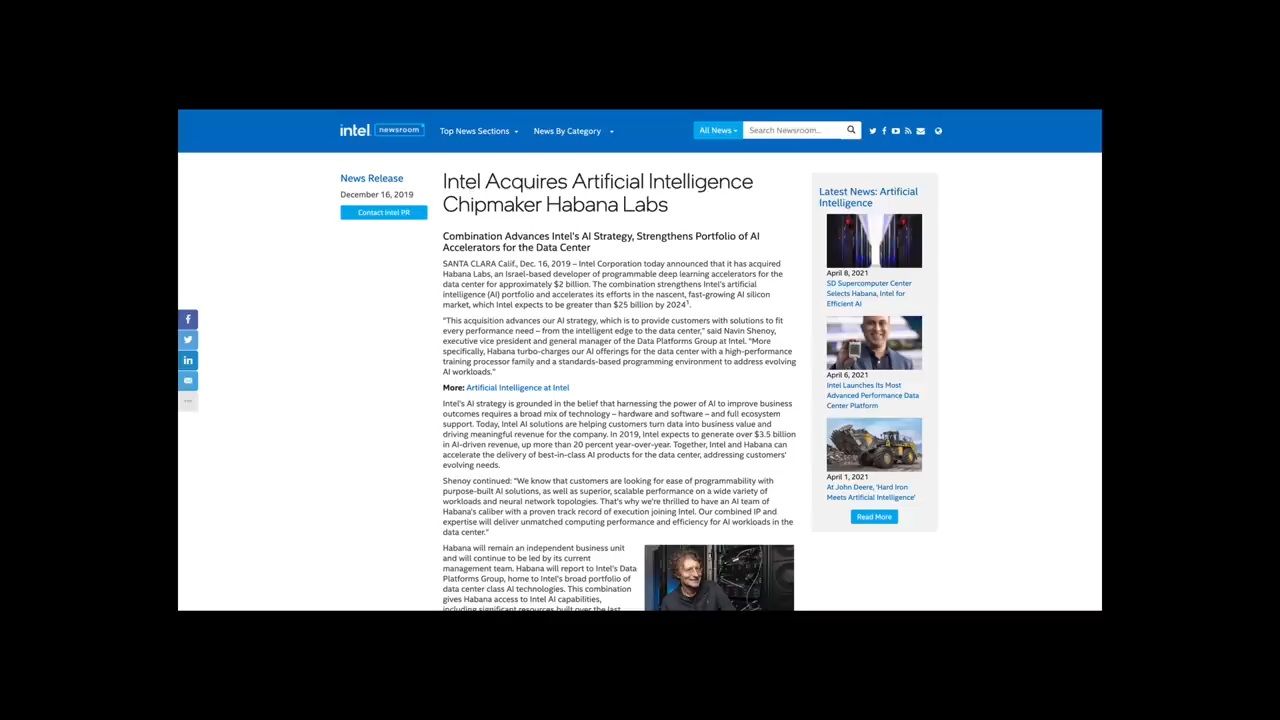 intel newsroom
Top News Sections
News By Category
All News
Search Newsroom...
News Release
December 16, 2019
Contact Intel PR
Intel Acquires Artificial Intelligence
Chipmaker Habana Labs
Combination Advances Intel's AI Strategy, Strengthens Portfolio of AI
Accelerators for the Data Center
SANTA CLARA Calif., Dec. 16, 2019 – Intel Corporation today announced that it has acquired
Habana Labs, an Israel-based developer of programmable deep learning accelerators for the
data center for approximately $2 billion. The combination strengthens Intel's artificial
intelligence (AI) portfolio and accelerates its efforts in the nascent, fast-growing AI silicon
market, which Intel expects to be greater than $25 billion by 2024¹.
"This acquisition advances our AI strategy, which is to provide customers with solutions to fit
every performance need – from the intelligent edge to the data center," said Navin Shenoy,
executive vice president and general manager of the Data Platforms Group at Intel. "More
specifically, Habana turbo-charges our AI offerings for the data center with a high-performance
training processor family and a standards-based programming environment to address evolving
AI workloads."
More: Artificial Intelligence at Intel
Intel's AI strategy is grounded in the belief that harnessing the power of AI to improve business
outcomes requires a broad mix of technology – hardware and software – and full ecosystem
support. Today, Intel AI solutions are helping customers turn data into business value and
driving meaningful revenue for the company. In 2019, Intel expects to generate over $3.5 billion
in AI-driven revenue, up more than 20 percent year-over-year. Together, Intel and Habana can
accelerate the delivery of best-in-class AI products for the data center, addressing customers'
evolving needs.
Shenoy continued: "We know that customers are looking for ease of programmability with
purpose-built AI solutions, as well as superior, scalable performance on a wide variety of
workloads and neural network topologies. That's why we're thrilled to have an AI team of
Habana's caliber with a proven track record of execution joining Intel. Our combined IP and
expertise will deliver unmatched computing performance and efficiency for AI workloads in the
data center."
Habana will remain an independent business unit
and will continue to be led by its current
management team. Habana will report to Intel's Data
Platforms Group, home to Intel's broad portfolio of
data center class AI technologies. This combination
gives Habana access to Intel AI capabilities,
including significant resources built over the last
Latest News: Artificial
Intelligence
April 8, 2021
SD Supercomputer Center
Selects Habana, Intel for
Efficient AI
April 6, 2021
Intel Launches Its Most
Advanced Performance Data
Center Platform
April 1, 2021
At John Deere, 'Hard Iron
Meets Artificial Intelligence'
Read More